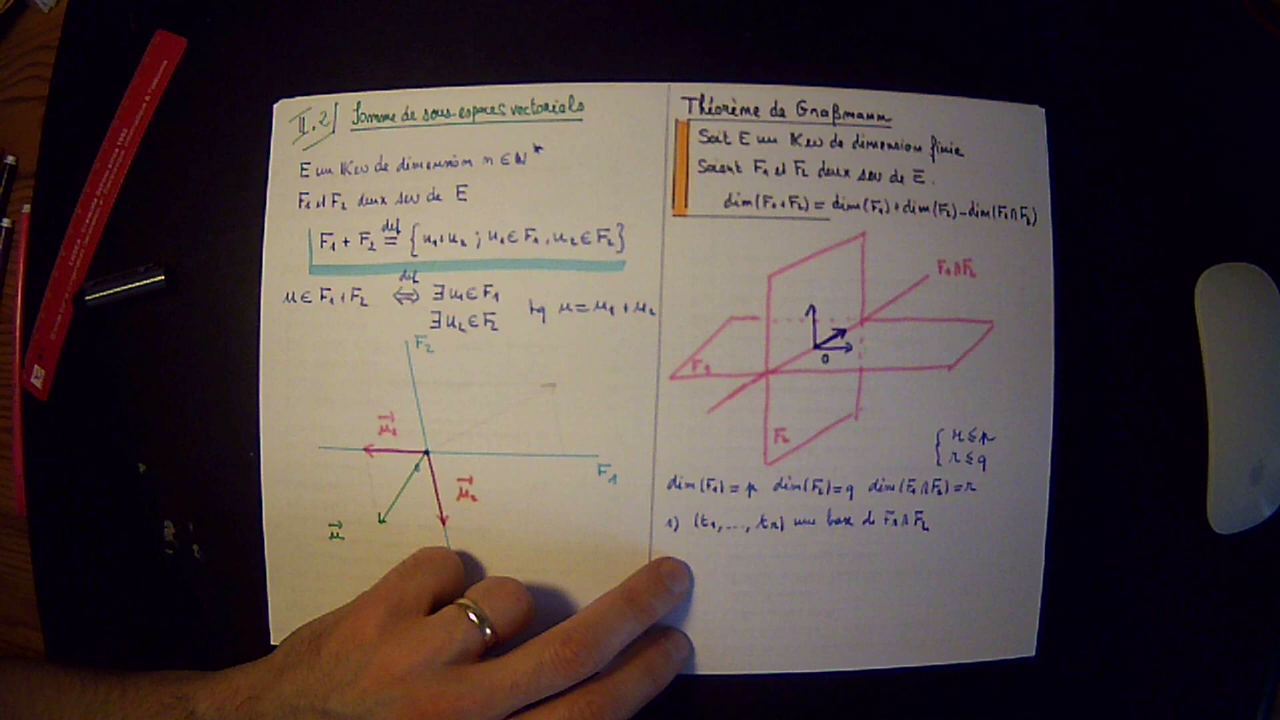 II.2/ Somme de sous-espaces vectoriels
E un Kev de dimension n ∈ ℕ*
F₁ et F₂ deux sev de E
F₁ + F₂ def= {u₁+u₂ ; u₁∈F₁, u₂∈F₂}
u ∈ F₁+F₂ def⇔ ∃u₁∈F₁
∃u₂∈F₂ tq u = u₁ + u₂
F₂
u₁
F₁
u₂
u
Théorème de Graßmann
Soit E un Kev de dimension finie
Soient F₁ et F₂ deux sev de E.
dim(F₁+F₂) = dim(F₁)+dim(F₂)-dim(F₁∩F₂)
F₁∩F₂
0
F₁
F₂
{ r ≤ p
r ≤ q
dim(F₁)=p dim(F₂)=q dim(F₁∩F₂)=r
1) (t₁,...,tr) une base de F₁∩F₂